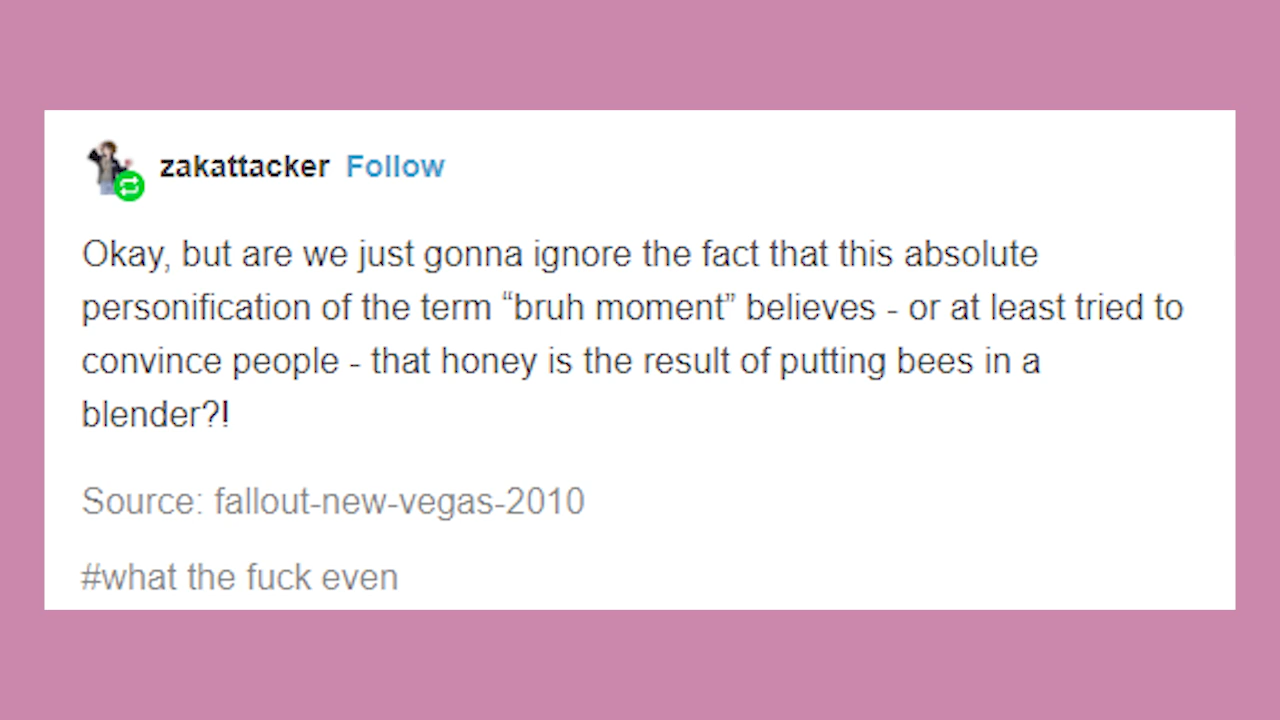 zakattacker Follow
Okay, but are we just gonna ignore the fact that this absolute
personification of the term “bruh moment” believes - or at least tried to
convince people - that honey is the result of putting bees in a
blender?!
Source: fallout-new-vegas-2010
#what the fuck even